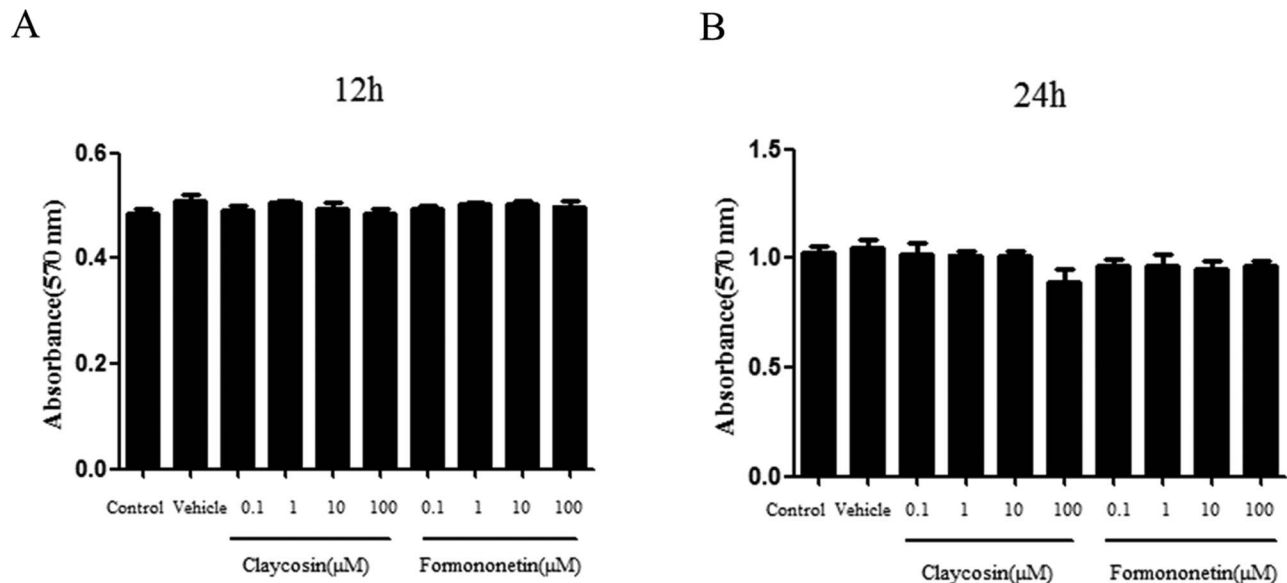 A
12h
Absorbance(570 nm)
0.6
0.4
0.2
0.0
Control Vehicle 0.1 1 10 100 0.1 1 10 100
Claycosin(μM) Formononetin(μM)
B
24h
Absorbance(570 nm)
1.5
1.0
0.5
0.0
Control Vehicle 0.1 1 10 100 0.1 1 10 100
Claycosin(μM) Formononetin(μM)